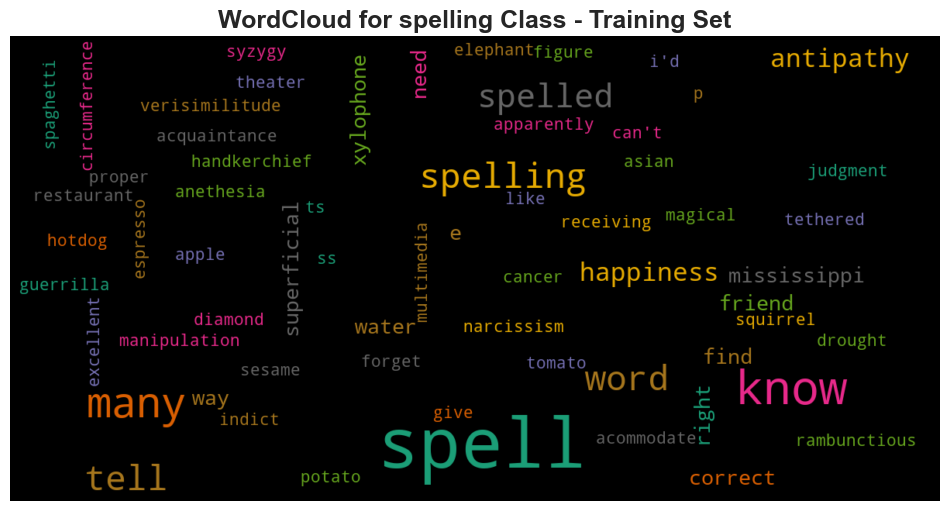 WordCloud for spelling Class - Training Set
syzygy
elephant
figure
need
circumference
i'd
antipathy
spaghetti
xylophone
theater
spelled
p
verisimilitude
apparently
acquaintance
can't
handkerchief
asian
judgment
proper
spelling
restaurant
anethesia
like
espresso
superficial
ts
magical
receiving
tethered
hotdog
e
apple
ss
multimedia
cancer
happiness
mississippi
guerrilla
friend
excellent
diamond
water
narcissism
squirrel
manipulation
drought
forget
tomato
find
sesame
word
know
many
way
right
indict
give
spell
acommodate
rambunctious
tell
potato
correct